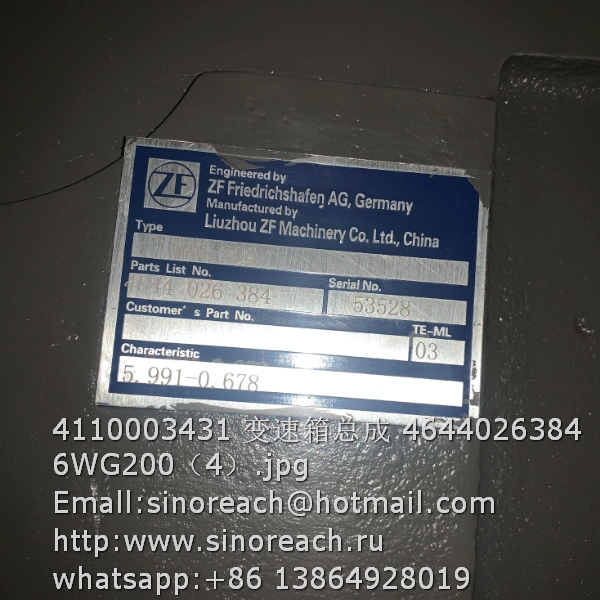 ZF
Engineered by
ZF Friedrichshafen AG, Germany
Manufactured by
Liuzhou ZF Machinery Co. Ltd., China
Type
Parts List No.
Serial No.
026 384
53528
Customer's Part No.
TE-ML
03
Characteristic
5.991-0.678
4110003431 变速箱总成 4644026384
6WG200（4）.jpg
Emall:sinoreach@hotmail.com
http:www.sinoreach.ru
whatsapp:+86 13864928019